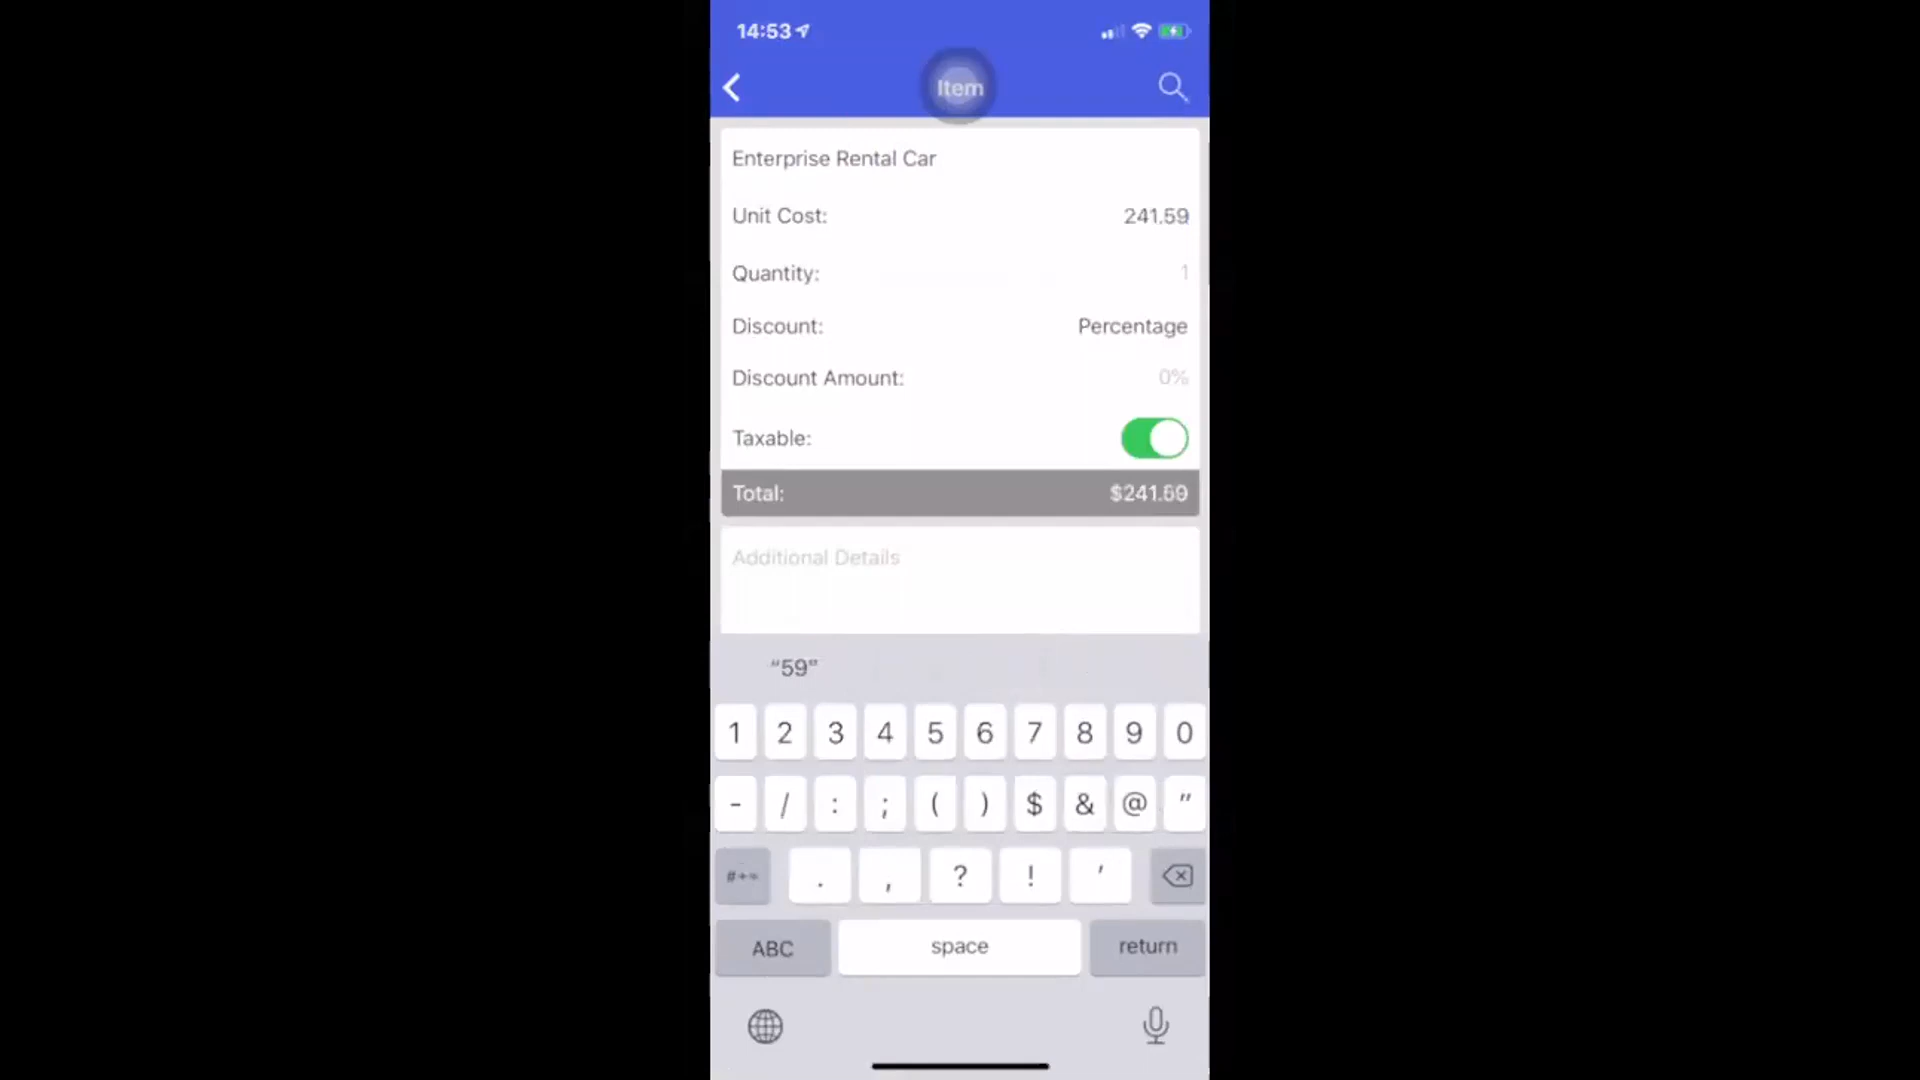 14:53
Item
Enterprise Rental Car
Unit Cost: 241.59
Quantity: 1
Discount: Percentage
Discount Amount: 0%
Taxable:
Total: $241.59
Additional Details
“59”
1 2 3 4 5 6 7 8 9 0
- / : ; ( ) $ & @ "
#+= . , ? ! '
ABC space return